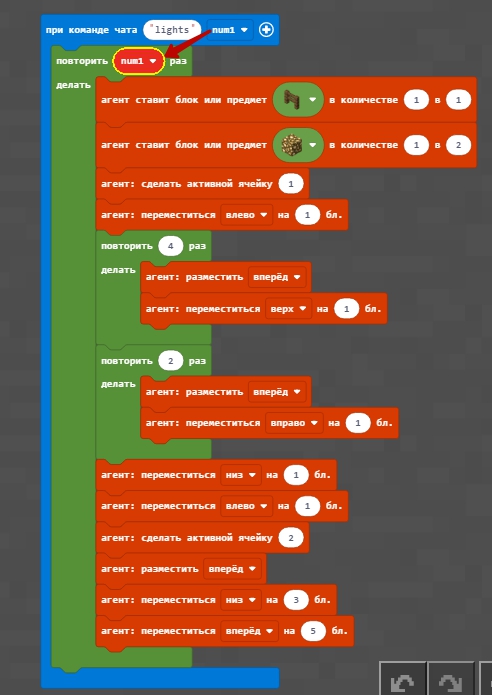 при команде чата "lights" num1
повторить num1 раз
делать
агент ставит блок или предмет в количестве 1 в 1
агент ставит блок или предмет в количестве 1 в 2
агент: сделать активной ячейку 1
агент: переместиться влево на 1 бл.
повторить 4 раз
делать
агент: разместить вперёд
агент: переместиться верх на 1 бл.
повторить 2 раз
делать
агент: разместить вперёд
агент: переместиться вправо на 1 бл.
агент: переместиться низ на 1 бл.
агент: переместиться влево на 1 бл.
агент: сделать активной ячейку 2
агент: разместить вперёд
агент: переместиться низ на 3 бл.
агент: переместиться вперёд на 5 бл.